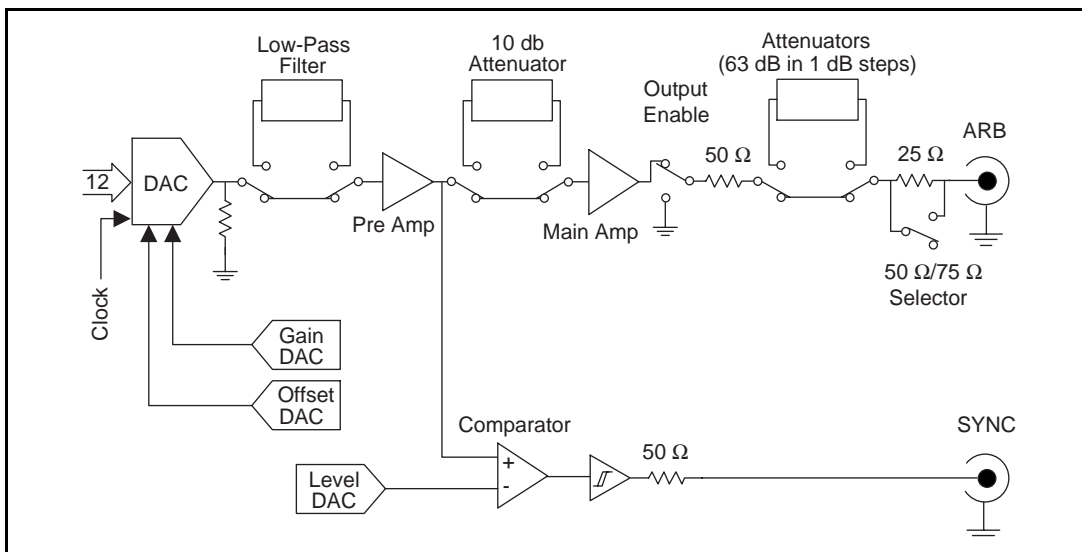 Low-Pass
Filter
10 db
Attenuator
Attenuators
(63 dB in 1 dB steps)
Output
Enable
50 Ω
25 Ω
ARB
12
DAC
Pre Amp
Main Amp
50 Ω/75 Ω
Selector
Clock
Gain
DAC
Offset
DAC
Comparator
+
-
Level
DAC
50 Ω
SYNC